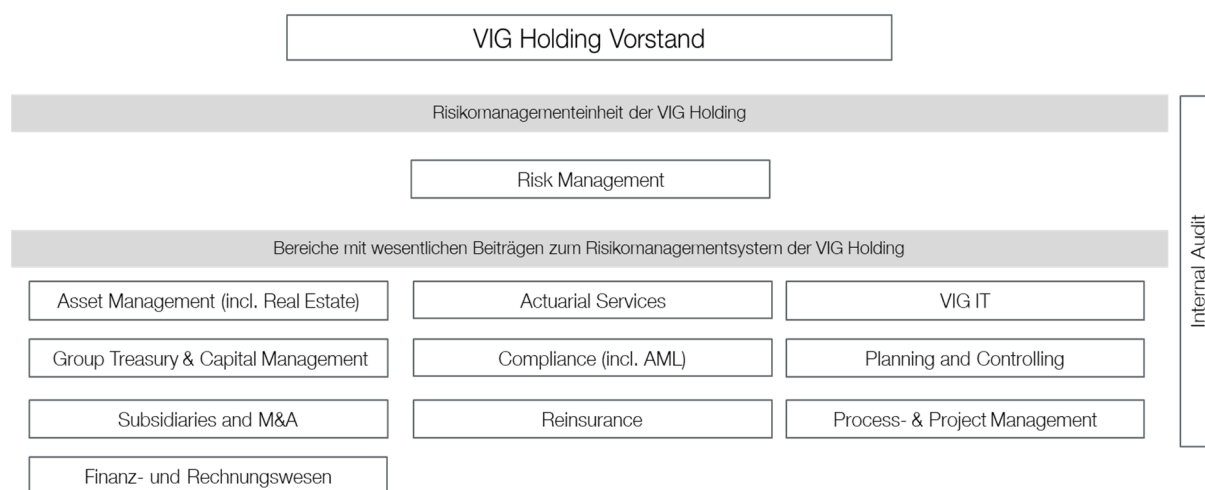 VIG Holding Vorstand
Risikomanagementeinheit der VIG Holding
Risk Management
Bereiche mit wesentlichen Beiträgen zum Risikomanagementsystem der VIG Holding
Asset Management (incl. Real Estate)
Actuarial Services
VIG IT
Group Treasury & Capital Management
Compliance (incl. AML)
Planning and Controlling
Subsidiaries and M&A
Reinsurance
Process- & Project Management
Finanz- und Rechnungswesen
Internal Audit